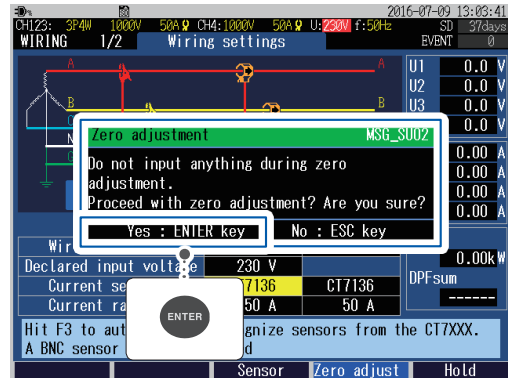 2016-07-09 13:03:41
CH123: 3P4W 1000V 50A CH4:1000V 50A U:230V f:50Hz SD 37days
WIRING 1/2 Wiring settings EVENT 0
A A U1 0.0 V
U2 0.0 V
B B U3 0.0 V
0.0 V
Zero adjustment MSG_SU02
N
Do not input anything during zero 0.00 A
adjustment. 0.00 A
Proceed with zero adjustment? Are you sure? 0.00 A
0.00 A
Yes : ENTER key No : ESC key
Wir
0.00kW
Declared input voltage 230 V
DPFsum
Current se 7136 CT7136
Current ra 50 A 50 A ------
ENTER
Hit F3 to aut gnize sensors from the CT7XXX.
A BNC sensor d
Sensor Zero adjust Hold